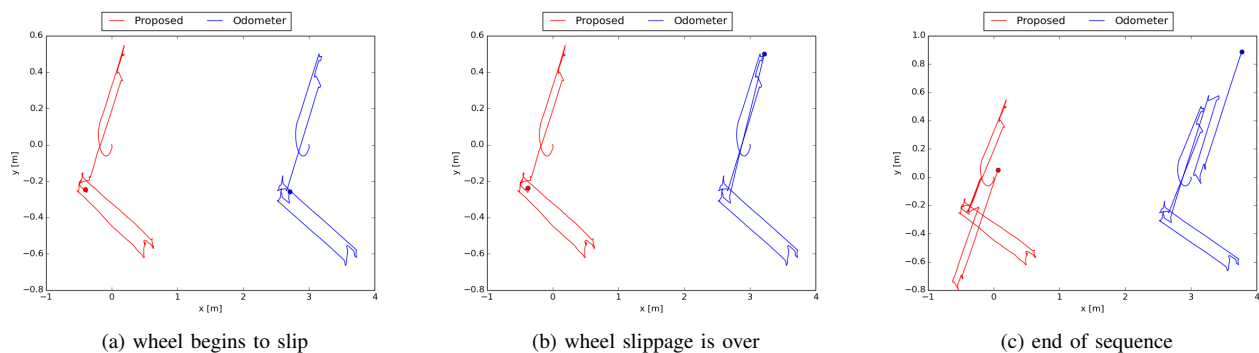 Proposed Odometer
0.6
0.4
0.2
0.0
−0.2
−0.4
−0.6
−0.8
y [m]
−1 0 1 2 3 4
x [m]
(a) wheel begins to slip
Proposed Odometer
0.6
0.4
0.2
0.0
−0.2
−0.4
−0.6
−0.8
y [m]
−1 0 1 2 3 4
x [m]
(b) wheel slippage is over
Proposed Odometer
1.0
0.8
0.6
0.4
0.2
0.0
−0.2
−0.4
−0.6
−0.8
y [m]
−1 0 1 2 3 4
x [m]
(c) end of sequence